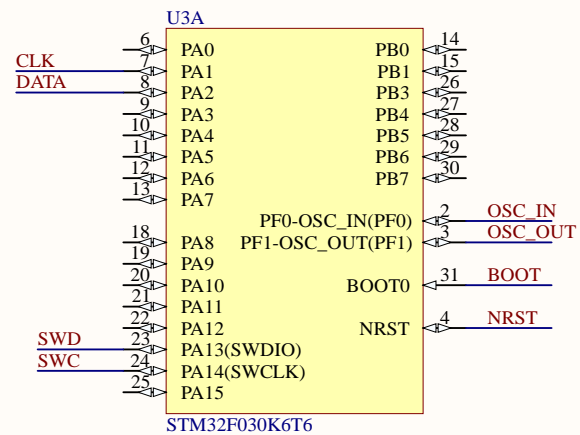 U3A
6 PA0 PB0 14
CLK 7 PA1 PB1 15
DATA 8 PA2 PB3 26
9 PA3 PB4 27
10 PA4 PB5 28
11 PA5 PB6 29
12 PA6 PB7 30
13 PA7
PF0-OSC_IN(PF0) 2 OSC_IN
18 PA8 PF1-OSC_OUT(PF1) 3 OSC_OUT
19 PA9
20 PA10 BOOT0 31 BOOT
21 PA11
22 PA12 NRST 4 NRST
SWD 23 PA13(SWDIO)
SWC 24 PA14(SWCLK)
25 PA15
STM32F030K6T6